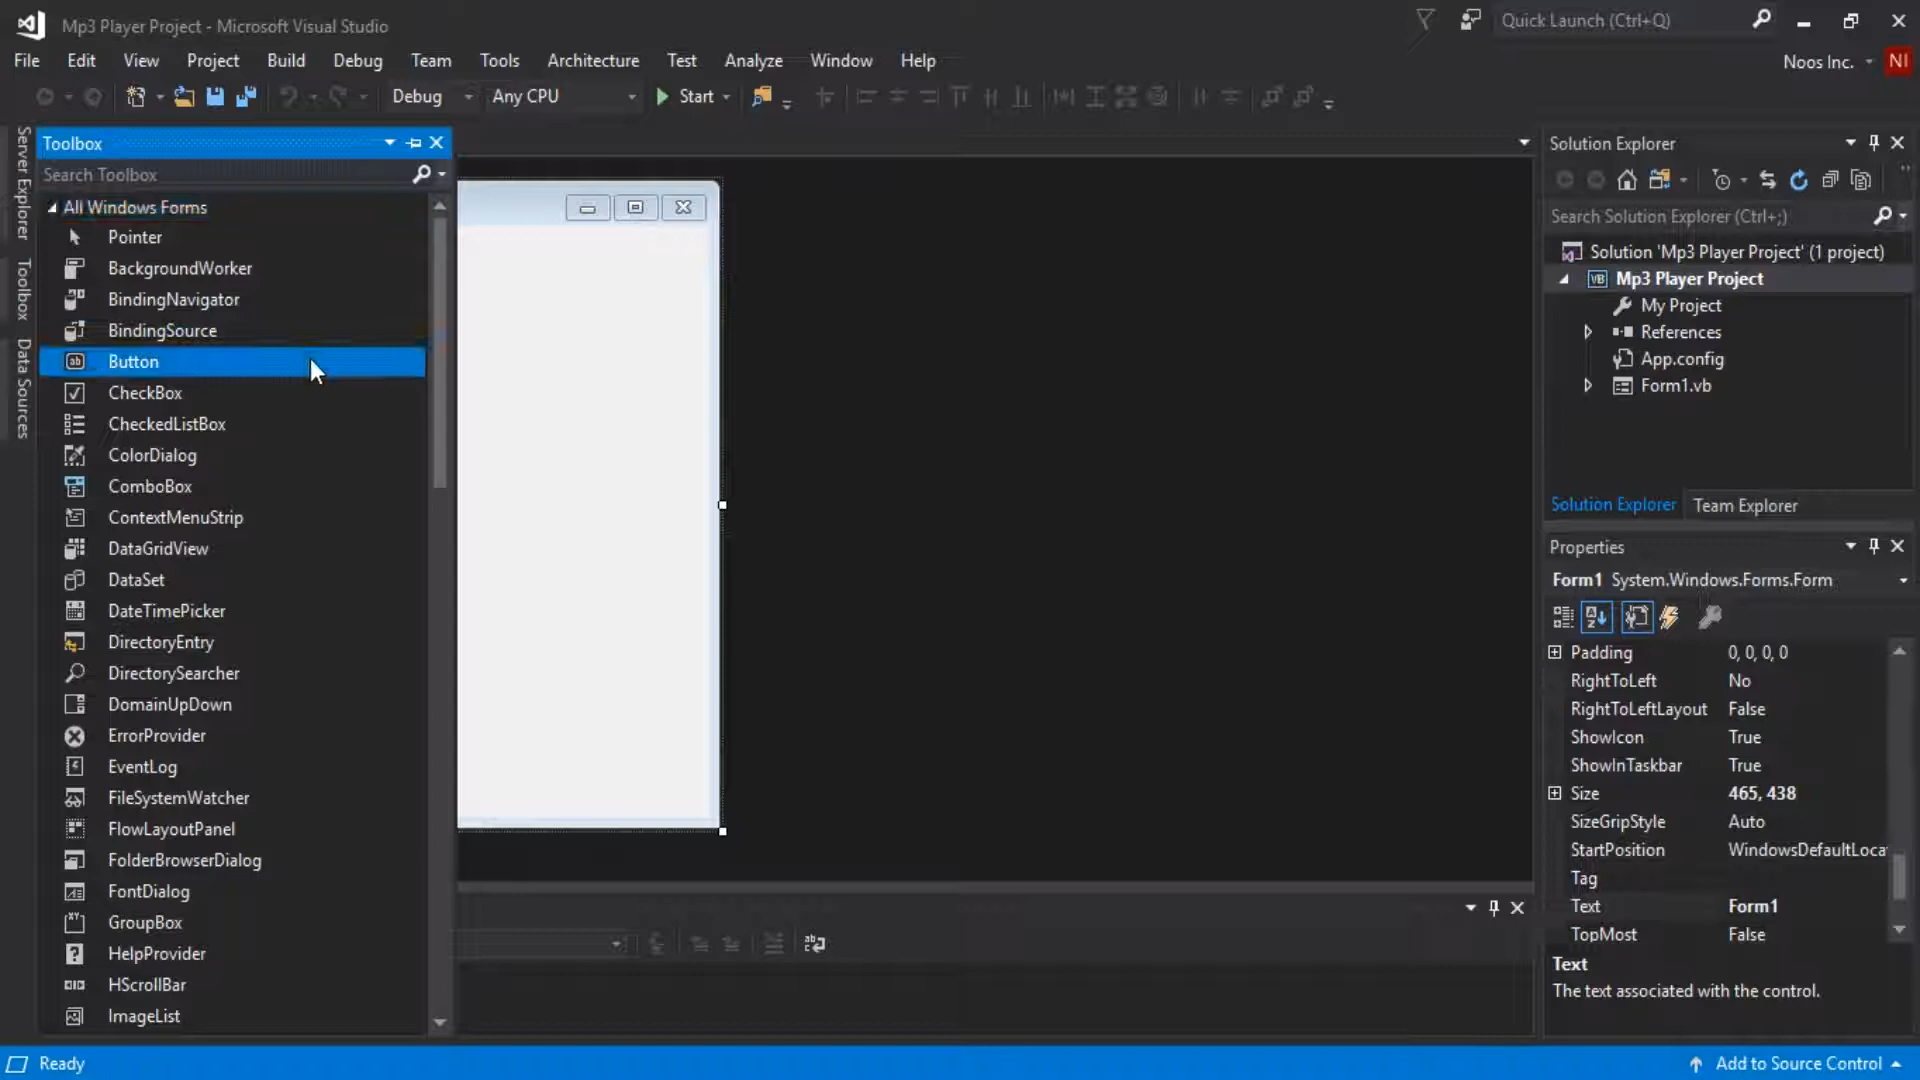 Mp3 Player Project - Microsoft Visual Studio
Quick Launch (Ctrl+Q)
File Edit View Project Build Debug Team Tools Architecture Test Analyze Window Help
Noos Inc. NI
Debug Any CPU Start
Server Explorer
Toolbox
Data Sources
Toolbox
Search Toolbox
All Windows Forms
Pointer
BackgroundWorker
BindingNavigator
BindingSource
Button
CheckBox
CheckedListBox
ColorDialog
ComboBox
ContextMenuStrip
DataGridView
DataSet
DateTimePicker
DirectoryEntry
DirectorySearcher
DomainUpDown
ErrorProvider
EventLog
FileSystemWatcher
FlowLayoutPanel
FolderBrowserDialog
FontDialog
GroupBox
HelpProvider
HScrollBar
ImageList
Solution Explorer
Search Solution Explorer (Ctrl+;)
Solution 'Mp3 Player Project' (1 project)
Mp3 Player Project
My Project
References
App.config
Form1.vb
Solution Explorer Team Explorer
Properties
Form1 System.Windows.Forms.Form
Padding 0, 0, 0, 0
RightToLeft No
RightToLeftLayout False
ShowIcon True
ShowInTaskbar True
Size 465, 438
SizeGripStyle Auto
StartPosition WindowsDefaultLoca
Tag
Text Form1
TopMost False
Text
The text associated with the control.
Ready
Add to Source Control